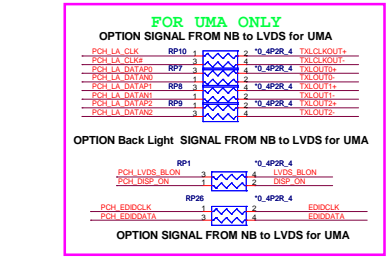 FOR UMA ONLY
OPTION SIGNAL FROM NB to LVDS for UMA
PCH_LA_CLK RP10 1 2 *0_4P2R_4 TXLCLKOUT+
PCH_LA_CLK# 3 4 TXLCLKOUT-
PCH_LA_DATAP0 RP7 3 4 *0_4P2R_4 TXLOUT0+
PCH_LA_DATAN0 1 2 TXLOUT0-
PCH_LA_DATAP1 RP8 3 4 *0_4P2R_4 TXLOUT1+
PCH_LA_DATAN1 1 2 TXLOUT1-
PCH_LA_DATAP2 RP9 1 2 *0_4P2R_4 TXLOUT2+
PCH_LA_DATAN2 3 4 TXLOUT2-
OPTION Back Light SIGNAL FROM NB to LVDS for UMA
RP1 *0_4P2R_4
PCH_LVDS_BLON 3 4 LVDS_BLON
PCH_DISP_ON 1 2 DISP_ON
RP26 *0_4P2R_4
PCH_EDIDCLK 1 2 EDIDCLK
PCH_EDIDDATA 3 4 EDIDDATA
OPTION SIGNAL FROM NB to LVDS for UMA